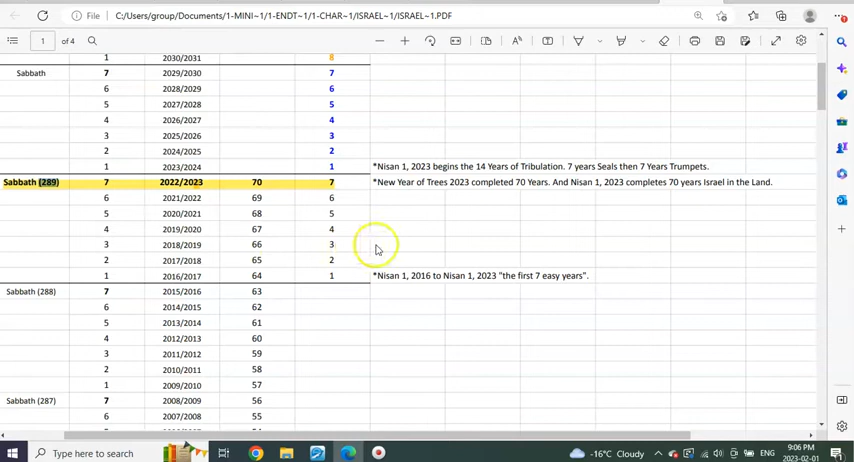 File C:/Users/group/Documents/1-MINI~1/1-ENDT~1/1-CHAR~1/ISRAEL~1/ISRAEL~1.PDF
1 of 4
1 2030/2031 8
Sabbath 7 2029/2030 7
6 2028/2029 6
5 2027/2028 5
4 2026/2027 4
3 2025/2026 3
2 2024/2025 2
1 2023/2024 1 *Nisan 1, 2023 begins the 14 Years of Tribulation. 7 years Seals then 7 Years Trumpets.
Sabbath (289) 7 2022/2023 70 7 *New Year of Trees 2023 completed 70 Years. And Nisan 1, 2023 completes 70 years Israel in the Land.
6 2021/2022 69 6
5 2020/2021 68 5
4 2019/2020 67 4
3 2018/2019 66 3
2 2017/2018 65 2
1 2016/2017 64 1 *Nisan 1, 2016 to Nisan 1, 2023 "the first 7 easy years".
Sabbath (288) 7 2015/2016 63
6 2014/2015 62
5 2013/2014 61
4 2012/2013 60
3 2011/2012 59
2 2010/2011 58
1 2009/2010 57
Sabbath (287) 7 2008/2009 56
6 2007/2008 55
Type here to search
-16°C Cloudy ENG 9:06 PM
2023-02-01